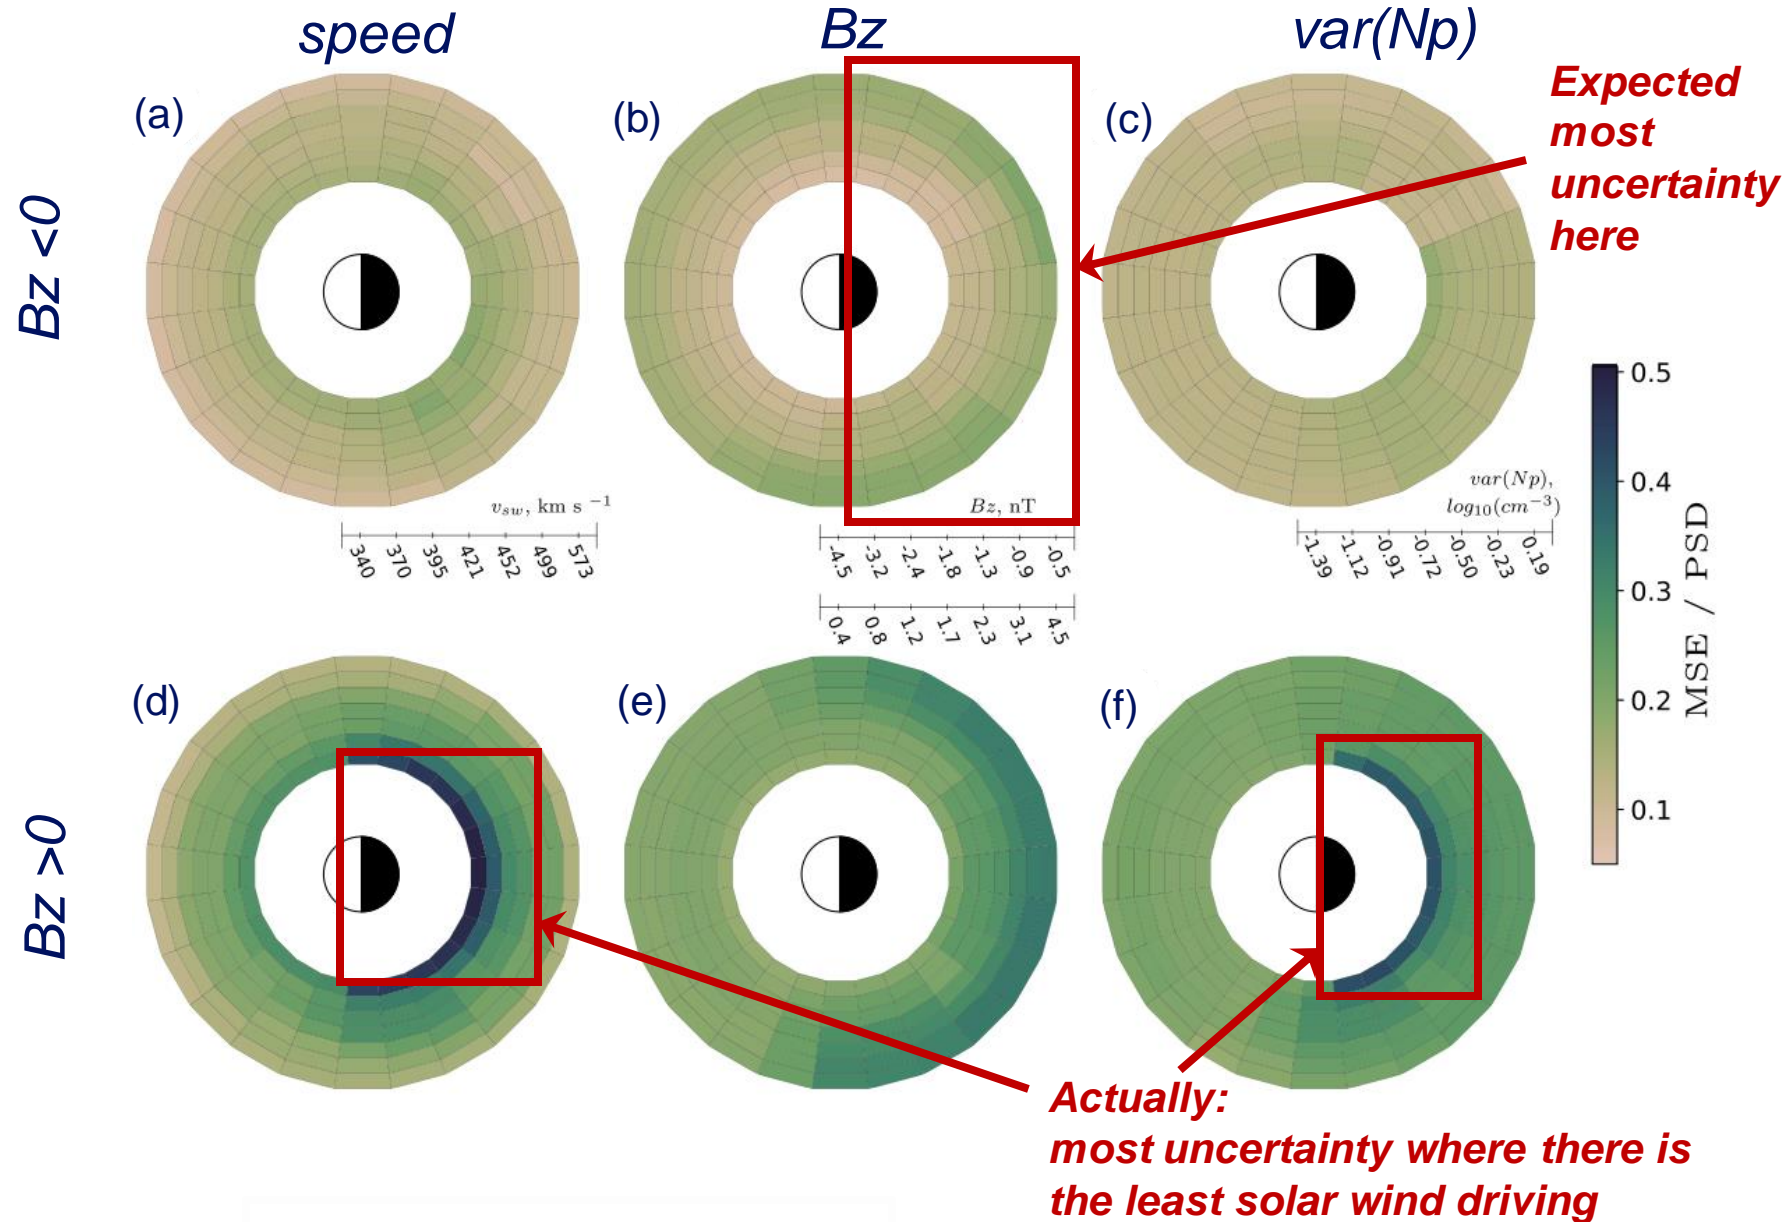 speed
Bz
var(Np)
Expected
most
uncertainty
here
(a)
(b)
(c)
Bz <0
v_sw, km s⁻¹
340 370 395 421 452 499 573
Bz, nT
-4.5 -3.2 -2.4 -1.8 -1.3 -0.9 -0.5
0.4 0.8 1.2 1.7 2.3 3.1 4.5
var(Np),
log₁₀(cm⁻³)
-1.39 -1.12 -0.91 -0.72 -0.50 -0.23 0.19
0.5
0.4
0.3
0.2
0.1
MSE / PSD
(d)
(e)
(f)
Bz >0
Actually:
most uncertainty where there is
the least solar wind driving